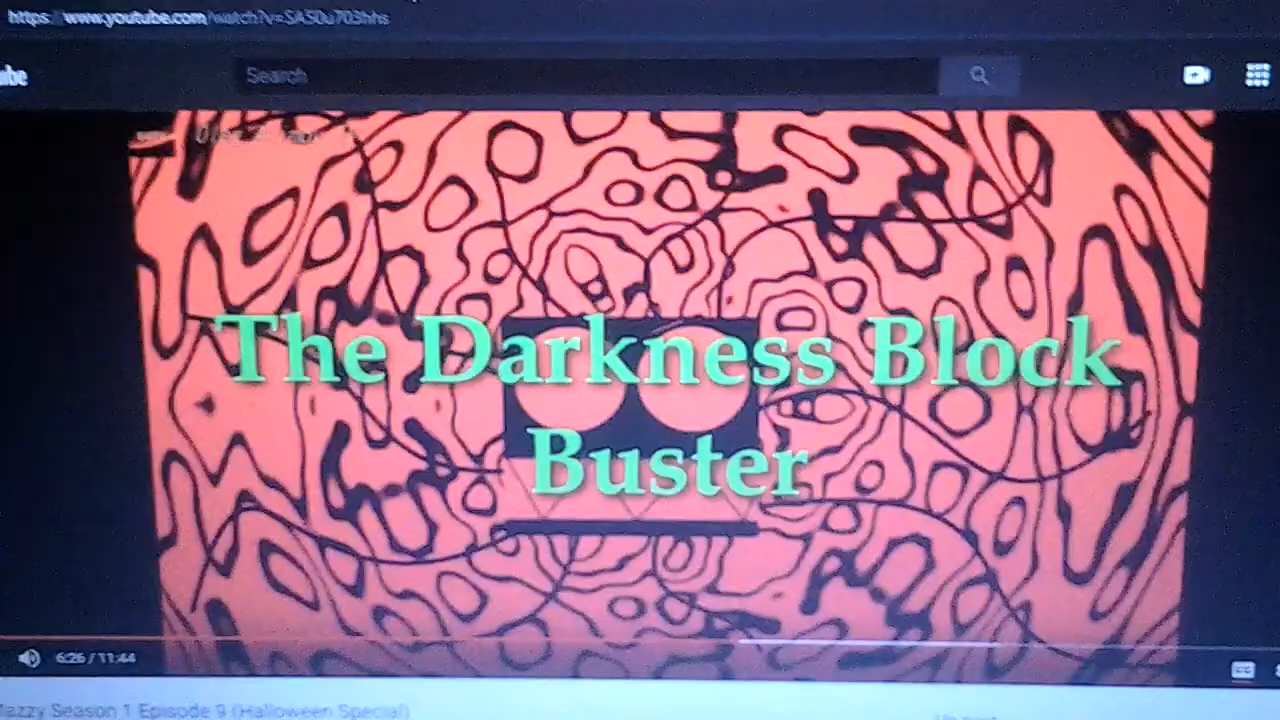 https://www.youtube.com/watch?v=SA50u703hhs
ube
Search
The Darkness Block
Buster
6:26 / 11:44
Mazzy Season 1 Episode 9 (Halloween Special)